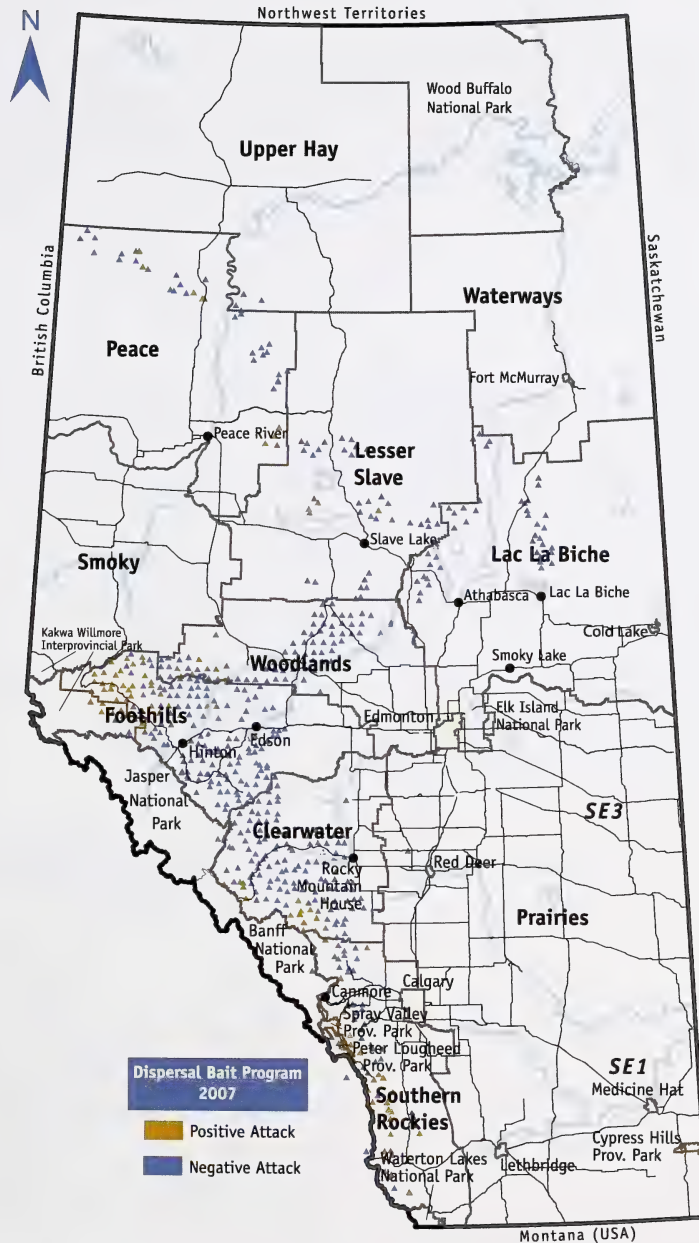 Northwest Territories
N
Wood Buffalo
National Park
Upper Hay
British Columbia
Saskatchewan
Waterways
Peace
Fort McMurray
Peace River
Lesser
Slave
Slave Lake
Lac La Biche
Smoky
Athabasca
Lac La Biche
Cold Lake
Kakwa Willmore
Interprovincial Park
Smoky Lake
Woodlands
Foothills
Edmonton
Elk Island
National Park
Edson
Hinton
Jasper
National
Park
SE3
Clearwater
Rocky
Mountain
House
Red Deer
Prairies
Banff
National
Park
Calgary
Canmore
Spray Valley
Prov. Park
Peter Lougheed
Prov. Park
SE1
Medicine Hat
Dispersal Bait Program
2007
Positive Attack
Negative Attack
Southern
Rockies
Cypress Hills
Prov. Park
Waterton Lakes
National Park
Lethbridge
Montana (USA)